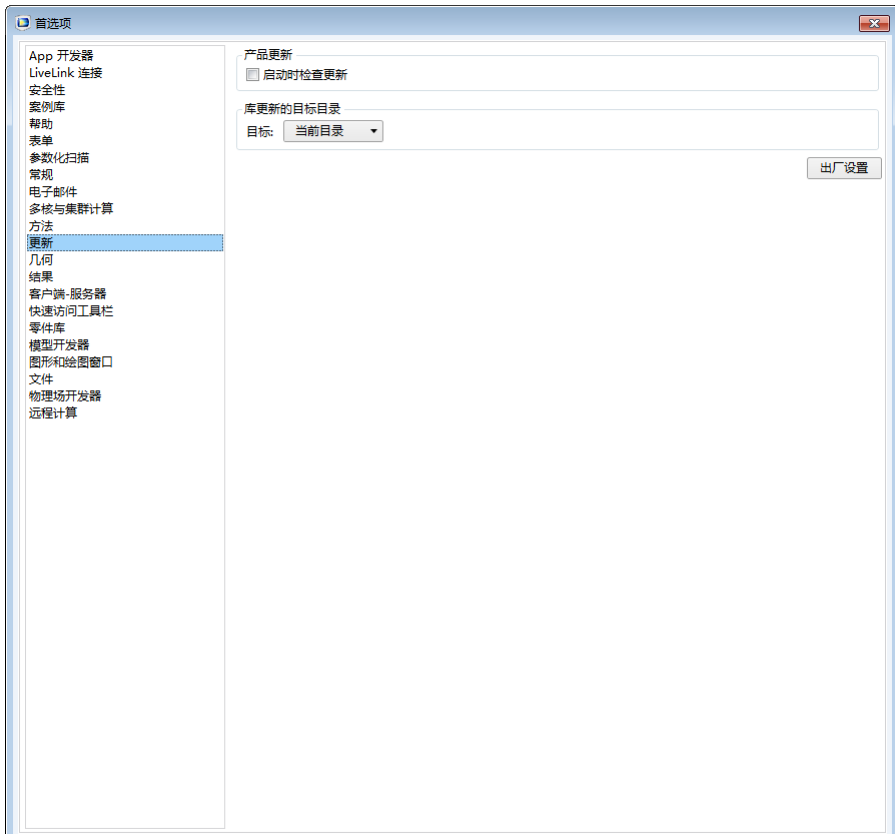 首选项
App 开发器
LiveLink 连接
安全性
案例库
帮助
表单
参数化扫描
常规
电子邮件
多核与集群计算
方法
更新
几何
结果
客户端-服务器
快速访问工具栏
零件库
模型开发器
图形和绘图窗口
文件
物理场开发器
远程计算
产品更新
启动时检查更新
库更新的目标目录
目标: 当前目录
出厂设置